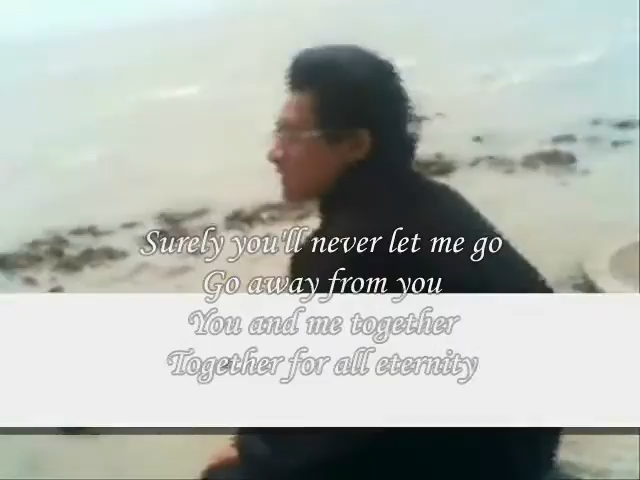 Surely you'll never let me go
Go away from you
You and me together
Together for all eternity